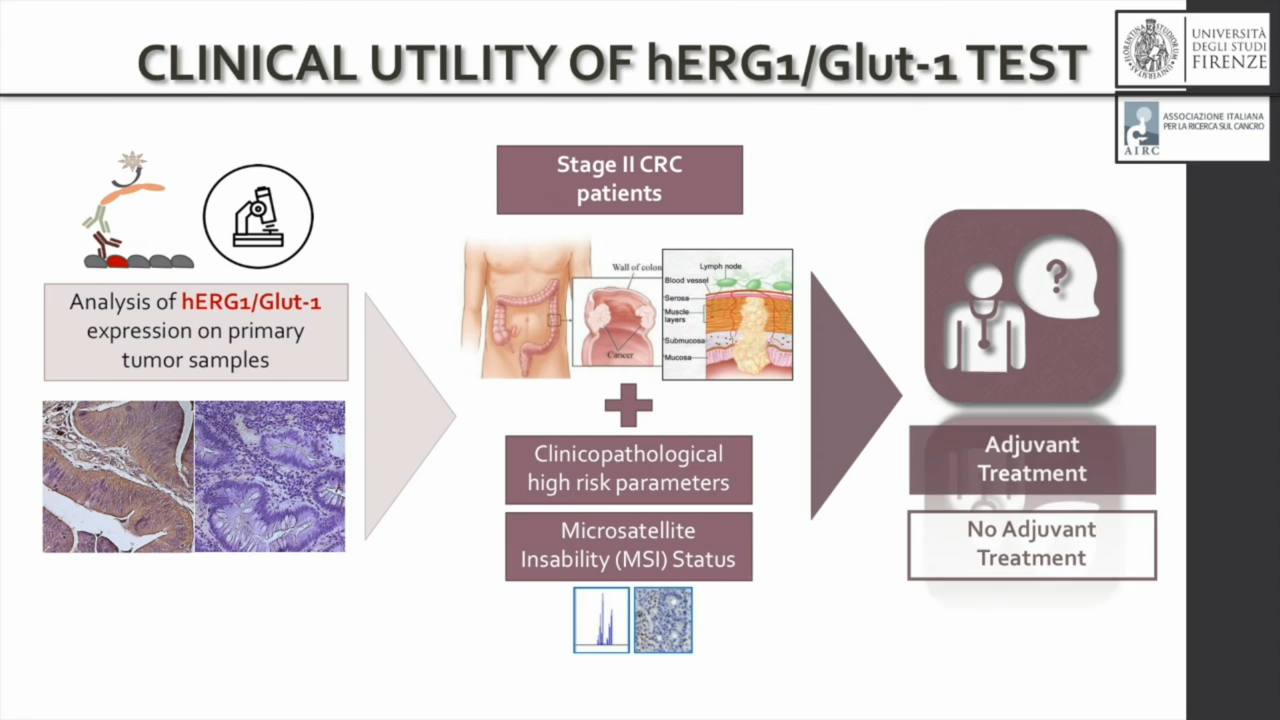 CLINICAL UTILITY OF hERG1/Glut-1 TEST
UNIVERSITÀ
DEGLI STUDI
FIRENZE
ASSOCIAZIONE ITALIANA
PER LA RICERCA SUL CANCRO
AIRC
Analysis of hERG1/Glut-1
expression on primary
tumor samples
Stage II CRC
patients
Wall of colon
Cancer
Lymph node
Blood vessel
Serosa
Muscle
layers
Submucosa
Mucosa
Clinicopathological
high risk parameters
Microsatellite
Insability (MSI) Status
?
Adjuvant
Treatment
No Adjuvant
Treatment